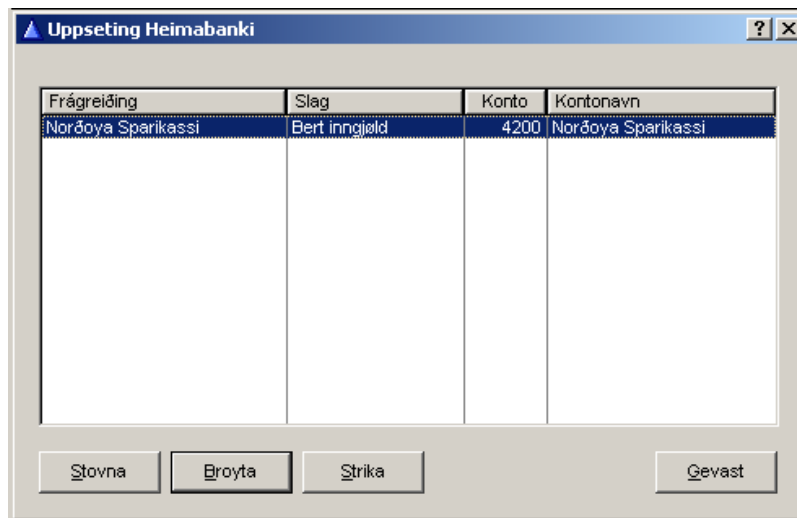 Uppseting Heimabanki ? X
Frágreiðing Slag Konto Kontonavn
Norðoya Sparikassi Bert inngjøld 4200 Norðoya Sparikassi
Stovna Broyta Strika Gevast